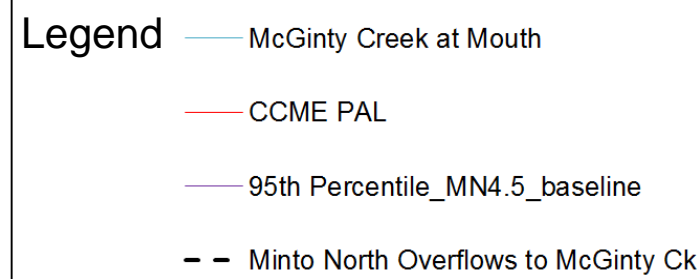 Legend
McGinty Creek at Mouth
CCME PAL
95th Percentile_MN4.5_baseline
Minto North Overflows to McGinty Ck